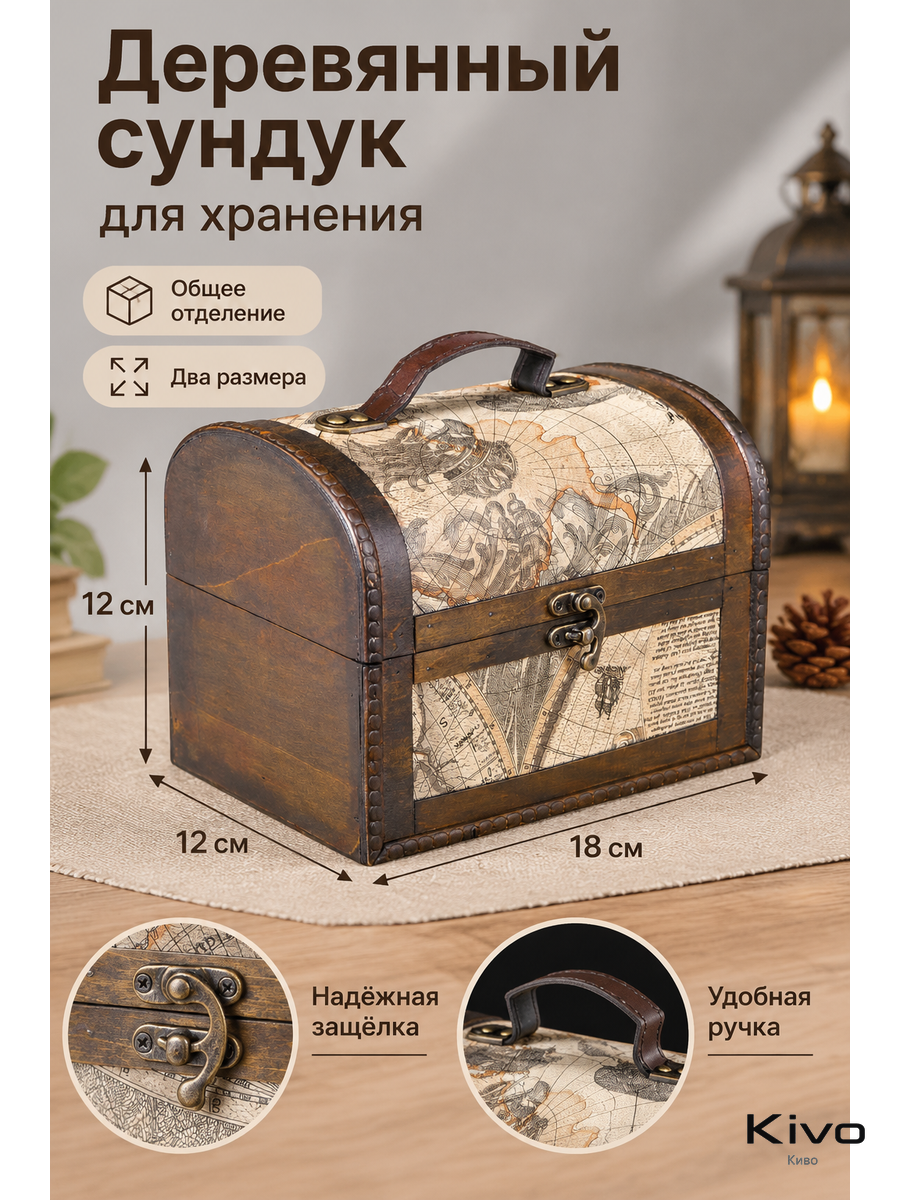 Деревянный
сундук
для хранения
Общее
отделение
Два размера
12 см
12 см
18 см
Надёжная
защёлка
Удобная
ручка
Kivo
Киво